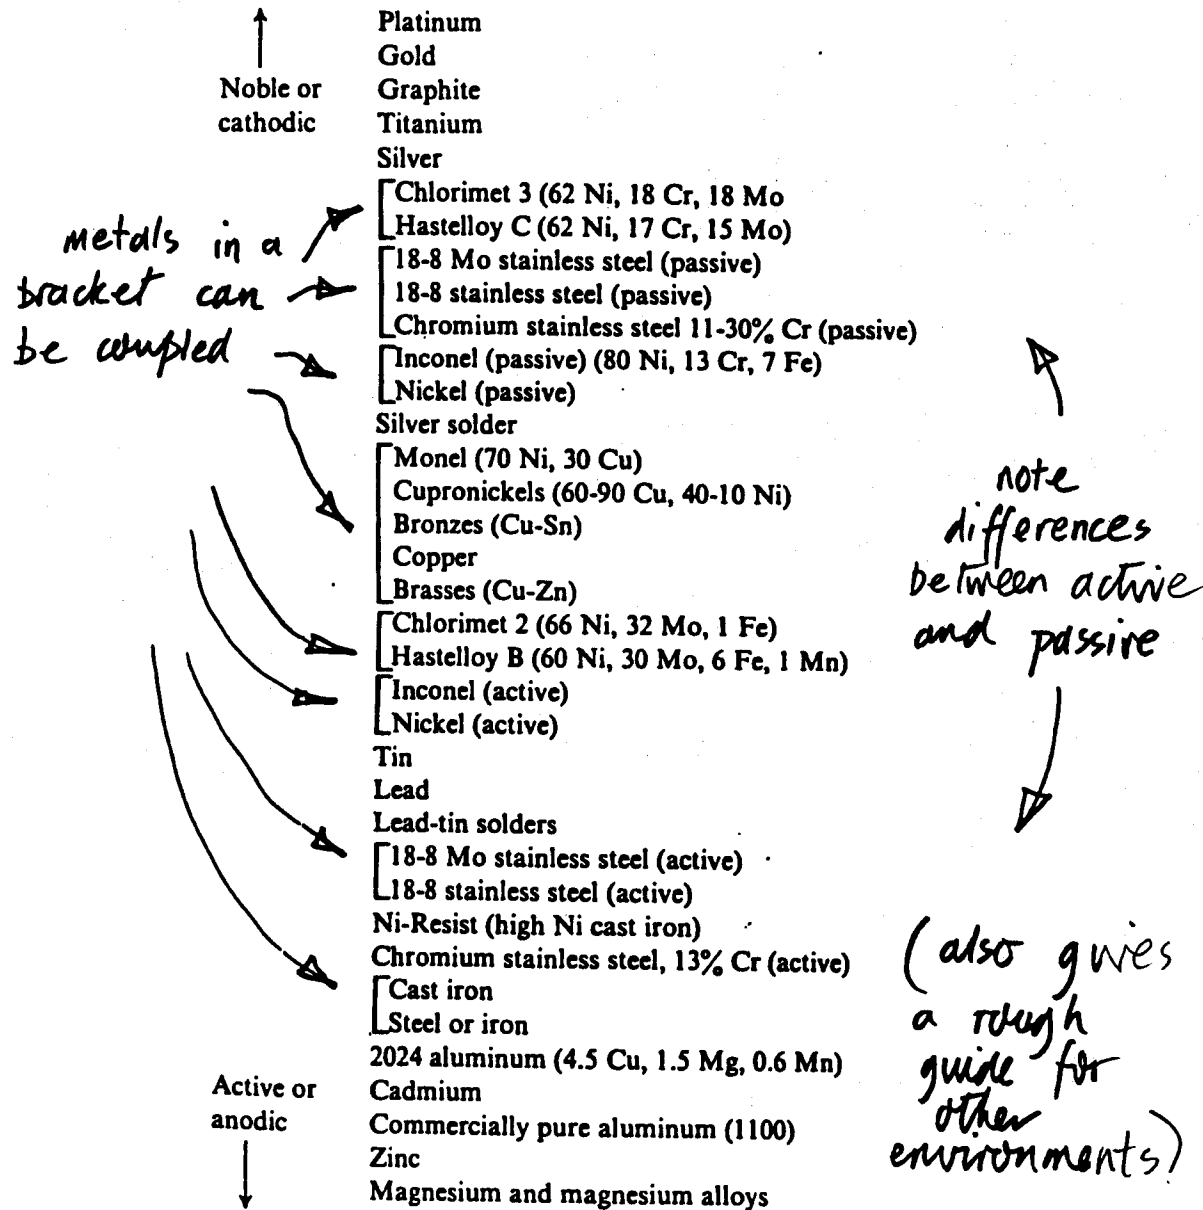 Platinum
Gold
Noble or
cathodic
Graphite
Titanium
Silver
Chlorimet 3 (62 Ni, 18 Cr, 18 Mo
Hastelloy C (62 Ni, 17 Cr, 15 Mo)
18-8 Mo stainless steel (passive)
18-8 stainless steel (passive)
Chromium stainless steel 11-30% Cr (passive)
Inconel (passive) (80 Ni, 13 Cr, 7 Fe)
Nickel (passive)
Silver solder
Monel (70 Ni, 30 Cu)
Cupronickels (60-90 Cu, 40-10 Ni)
Bronzes (Cu-Sn)
Copper
Brasses (Cu-Zn)
Chlorimet 2 (66 Ni, 32 Mo, 1 Fe)
Hastelloy B (60 Ni, 30 Mo, 6 Fe, 1 Mn)
Inconel (active)
Nickel (active)
Tin
Lead
Lead-tin solders
18-8 Mo stainless steel (active)
18-8 stainless steel (active)
Ni-Resist (high Ni cast iron)
Chromium stainless steel, 13% Cr (active)
Cast iron
Steel or iron
2024 aluminum (4.5 Cu, 1.5 Mg, 0.6 Mn)
Active or
anodic
Cadmium
Commercially pure aluminum (1100)
Zinc
Magnesium and magnesium alloys
metals in a
bracket can
be coupled
note
differences
between active
and passive
(also gives
a rough
guide for
other
environments)